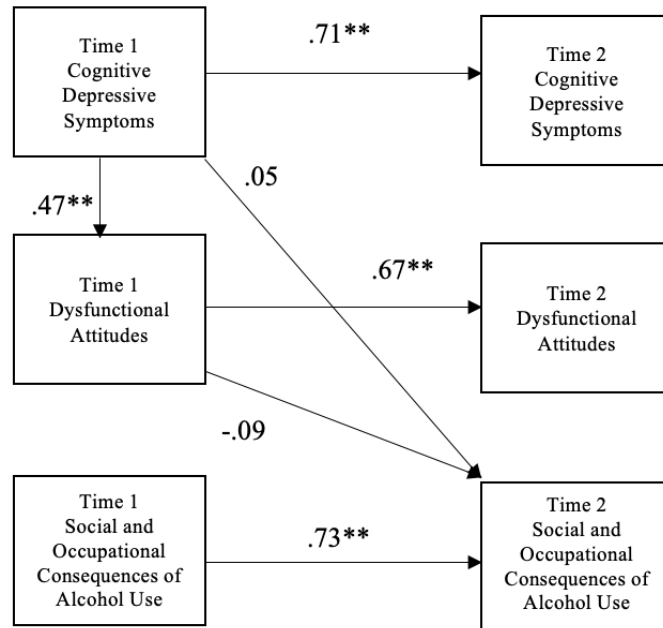 Time 1
Cognitive
Depressive
Symptoms
.71**
Time 2
Cognitive
Depressive
Symptoms
.47**
.05
Time 1
Dysfunctional
Attitudes
.67**
Time 2
Dysfunctional
Attitudes
-.09
Time 1
Social and
Occupational
Consequences of
Alcohol Use
.73**
Time 2
Social and
Occupational
Consequences of
Alcohol Use